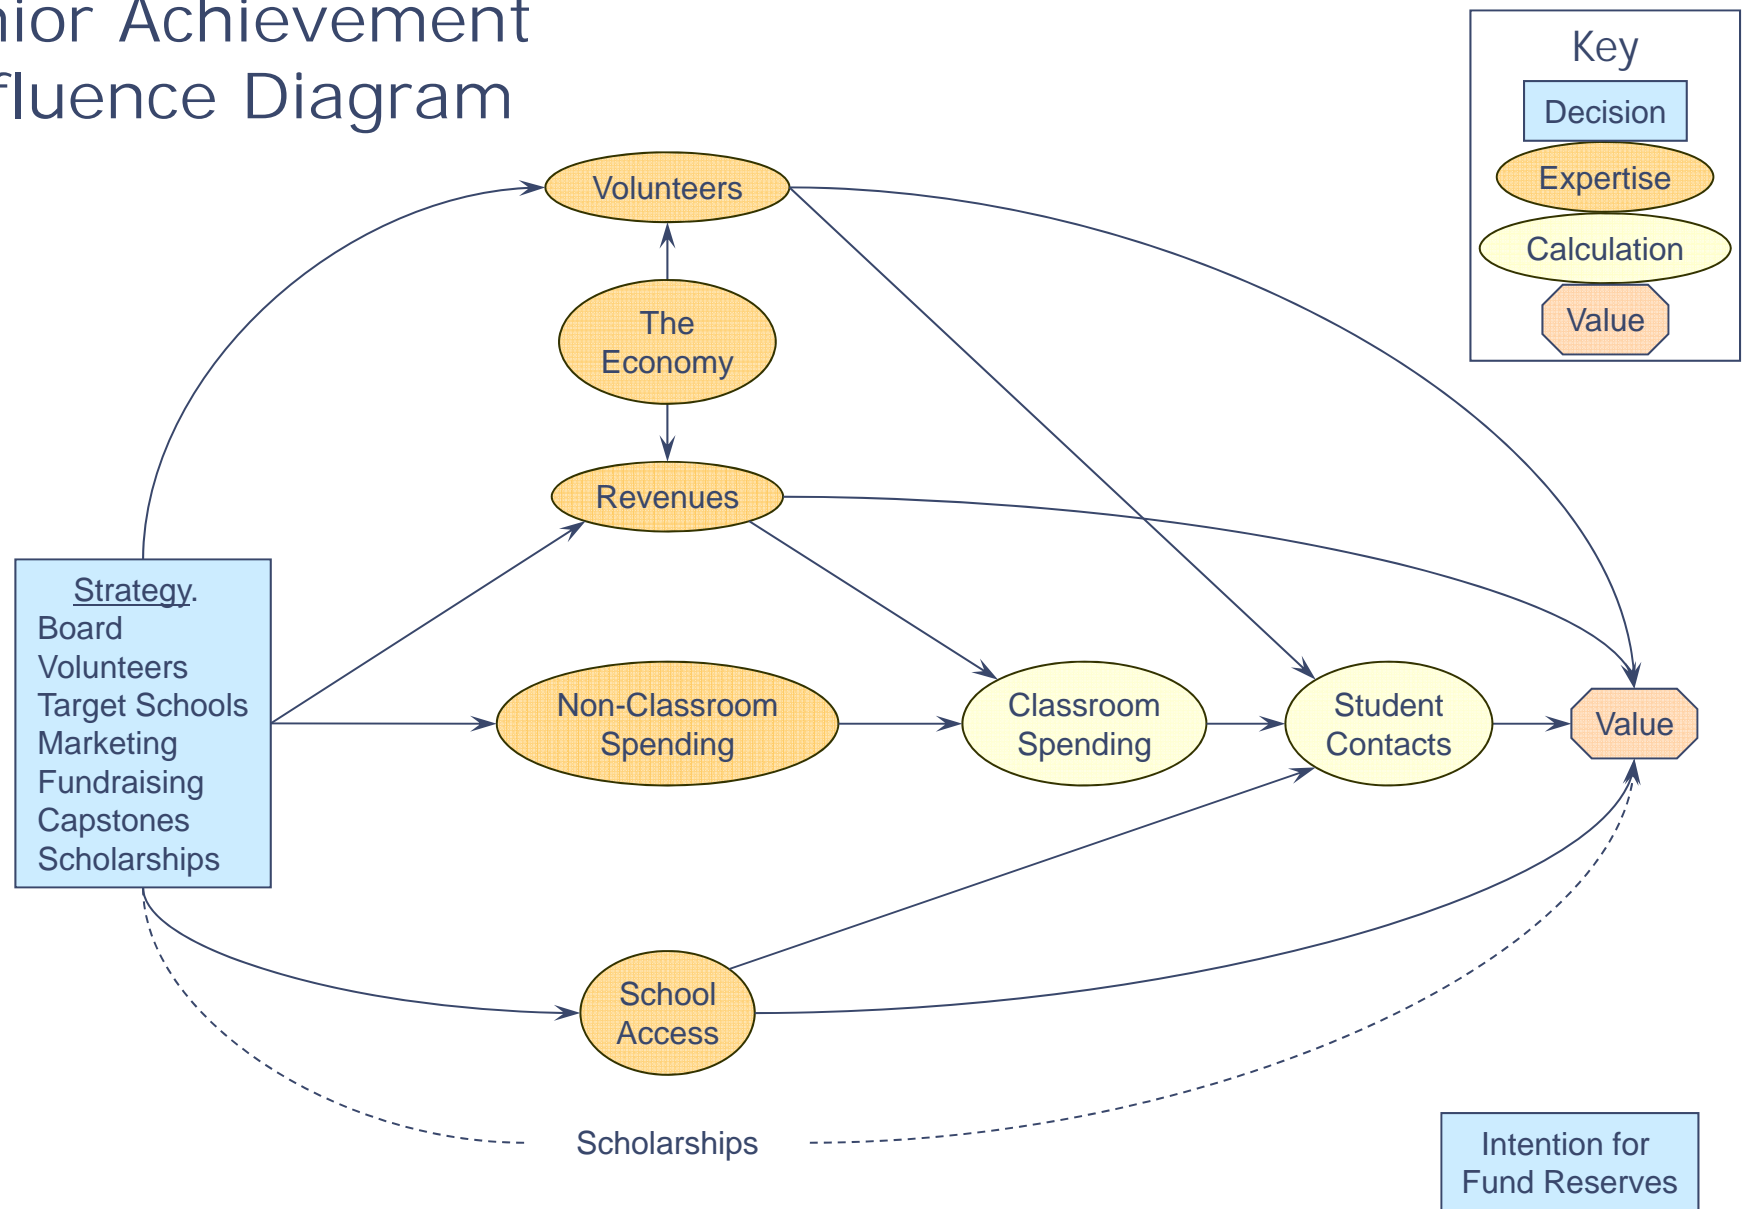 nior Achievement
fluence Diagram
Key
Decision
Expertise
Calculation
Value
Volunteers
The
Economy
Revenues
Strategy.
Board
Volunteers
Target Schools
Marketing
Fundraising
Capstones
Scholarships
Non-Classroom
Spending
Classroom
Spending
Student
Contacts
Value
School
Access
Scholarships
Intention for
Fund Reserves